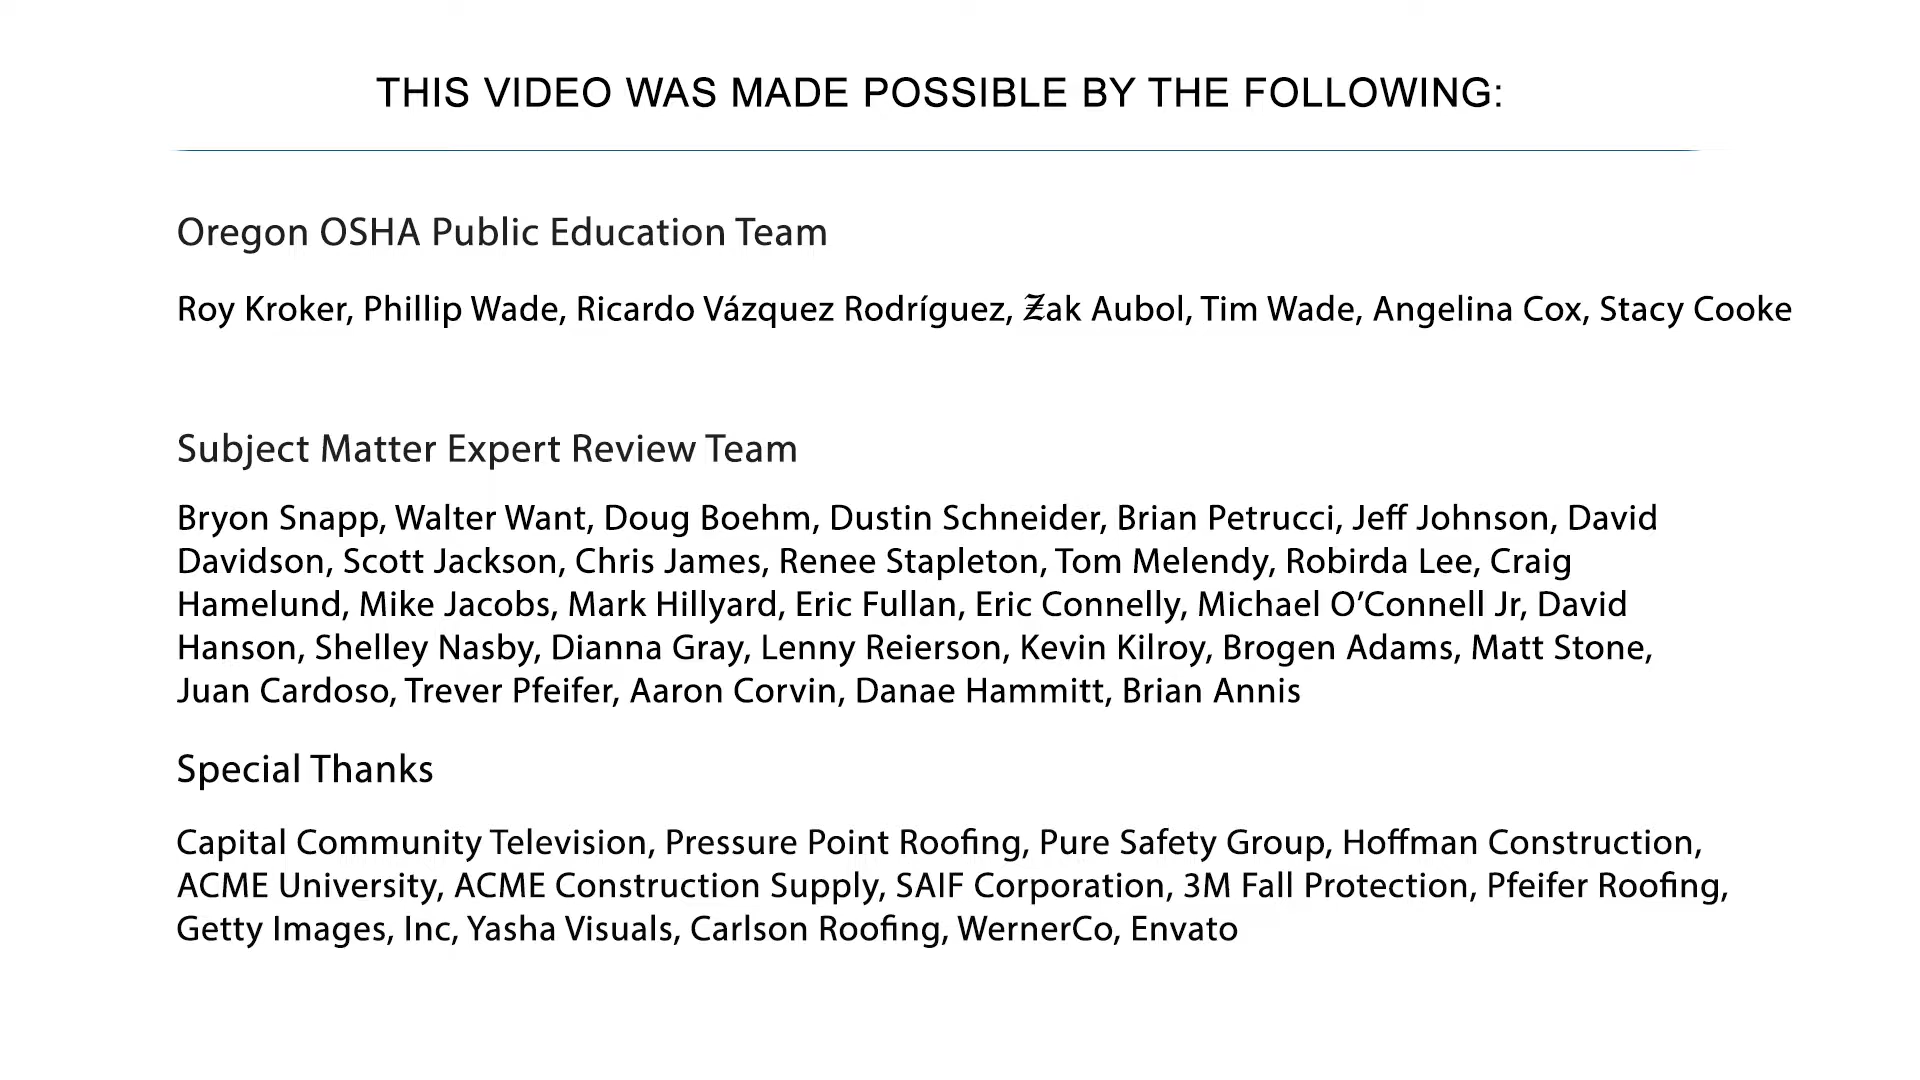 THIS VIDEO WAS MADE POSSIBLE BY THE FOLLOWING:
Oregon OSHA Public Education Team
Roy Kroker, Phillip Wade, Ricardo Vázquez Rodríguez, Zak Aubol, Tim Wade, Angelina Cox, Stacy Cooke
Subject Matter Expert Review Team
Bryon Snapp, Walter Want, Doug Boehm, Dustin Schneider, Brian Petrucci, Jeff Johnson, David
Davidson, Scott Jackson, Chris James, Renee Stapleton, Tom Melendy, Robirda Lee, Craig
Hamelund, Mike Jacobs, Mark Hillyard, Eric Fullan, Eric Connelly, Michael O’Connell Jr, David
Hanson, Shelley Nasby, Dianna Gray, Lenny Reierson, Kevin Kilroy, Brogen Adams, Matt Stone,
Juan Cardoso, Trever Pfeifer, Aaron Corvin, Danae Hammitt, Brian Annis
Special Thanks
Capital Community Television, Pressure Point Roofing, Pure Safety Group, Hoffman Construction,
ACME University, ACME Construction Supply, SAIF Corporation, 3M Fall Protection, Pfeifer Roofing,
Getty Images, Inc, Yasha Visuals, Carlson Roofing, WernerCo, Envato